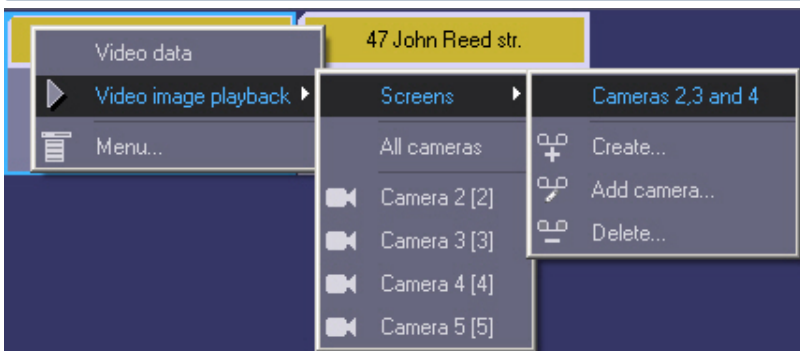 47 John Reed str.
Video data
Video image playback
Menu...
Screens
All cameras
Camera 2 [2]
Camera 3 [3]
Camera 4 [4]
Camera 5 [5]
Cameras 2,3 and 4
Create...
Add camera...
Delete...